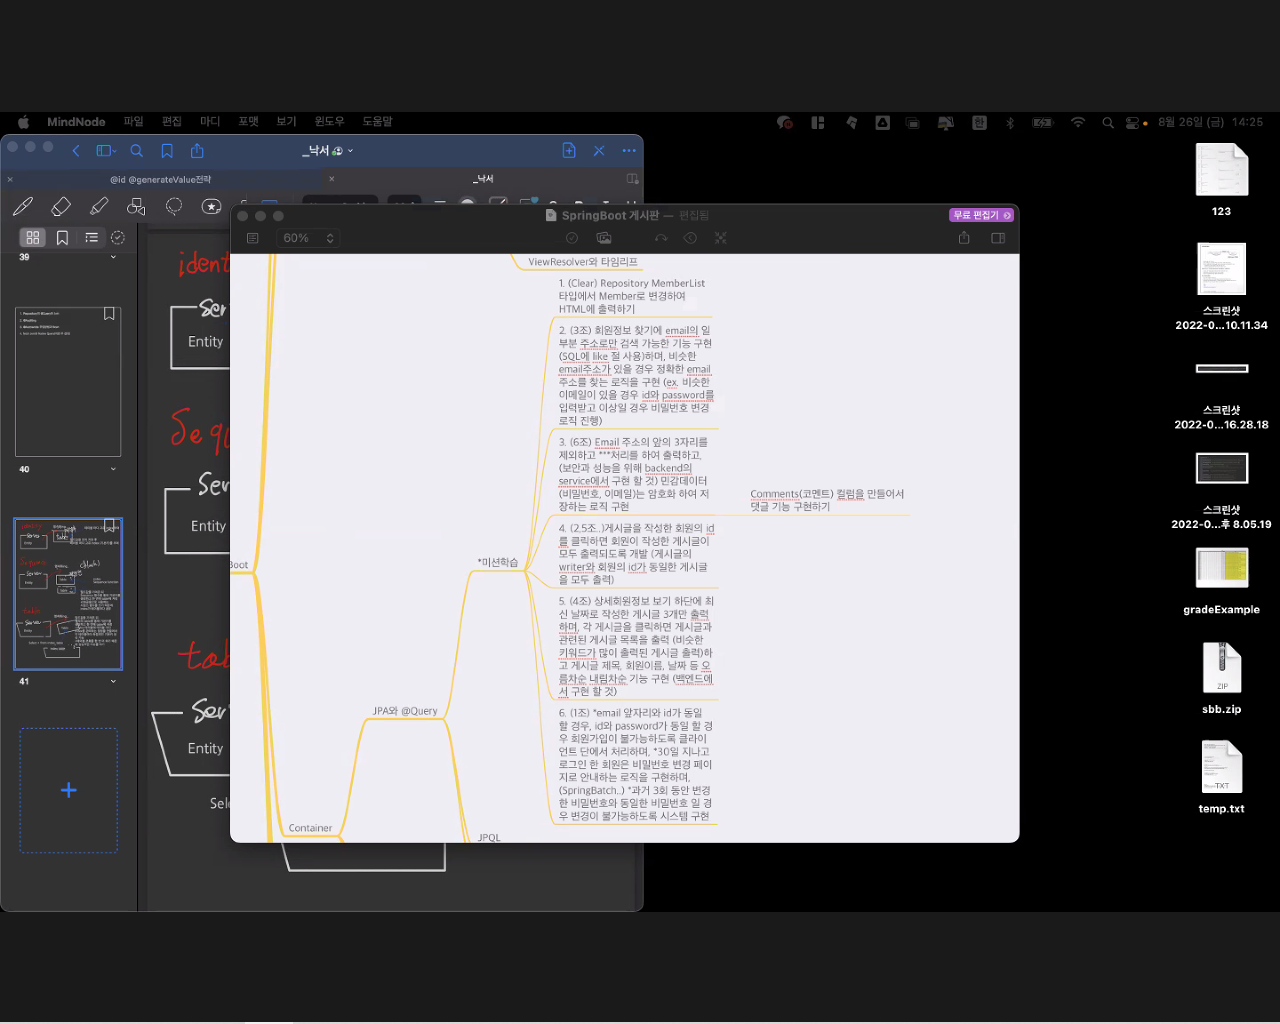 MindNode 파일 편집 마디 포맷 보기 윈도우 도움말
8월 26일 (금) 14:25
_낙서
@id @generateValue전략
_낙서
39
40
41
ident
Ser
Entity
Sequ
Ser
Entity
tab
Ser
Entity
Sele
SpringBoot 게시판 — 편집됨
무료 편집기
60%
ViewResolver와 타임리프
1. (Clear) Repository MemberList
타입에서 Member로 변경하여
HTML에 출력하기
2. (3조) 회원정보 찾기에 email의 일
부분 주소로만 검색 가능한 기능 구현
(SQL에 like 절 사용)하며, 비슷한
email주소가 있을 경우 정확한 email
주소를 찾는 로직을 구현 (ex. 비슷한
이메일이 있을 경우 id와 password를
입력받고 이상일 경우 비밀번호 변경
로직 진행)
3. (6조) Email 주소의 앞의 3자리를
제외하고 ***처리를 하여 출력하고,
(보안과 성능을 위해 backend의
service에서 구현 할 것) 민감데이터
(비밀번호, 이메일)는 암호화 하여 저
장하는 로직 구현
Comments(코멘트) 컬럼을 만들어서
댓글 기능 구현하기
4. (2,5조..)게시글을 작성한 회원의 id
를 클릭하면 회원이 작성한 게시글이
모두 출력되도록 개발 (게시글의
writer와 회원의 id가 동일한 게시글
을 모두 출력)
*미션학습
Boot
5. (4조) 상세회원정보 보기 하단에 최
신 날짜로 작성한 게시글 3개만 출력
하며, 각 게시글을 클릭하면 게시글과
관련된 게시글 목록을 출력 (비슷한
키워드가 많이 출력된 게시글 출력)하
고 게시글 제목, 회원이름, 날짜 등 오
름차순 내림차순 기능 구현 (백엔드에
서 구현 할 것)
JPA와 @Query
6. (1조) *email 앞자리와 id가 동일
할 경우, id와 password가 동일 할 경
우 회원가입이 불가능하도록 클라이
언트 단에서 처리하며, *30일 지나고
로그인 한 회원은 비밀번호 변경 페이
지로 안내하는 로직을 구현하며,
(SpringBatch..) *과거 3회 동안 변경
한 비밀번호와 동일한 비밀번호 일 경
우 변경이 불가능하도록 시스템 구현
Container
JPQL
123
스크린샷
2022-0...10.11.34
스크린샷
2022-0...16.28.18
스크린샷
2022-0...후 8.05.19
gradeExample
ZIP
sbb.zip
TXT
temp.txt